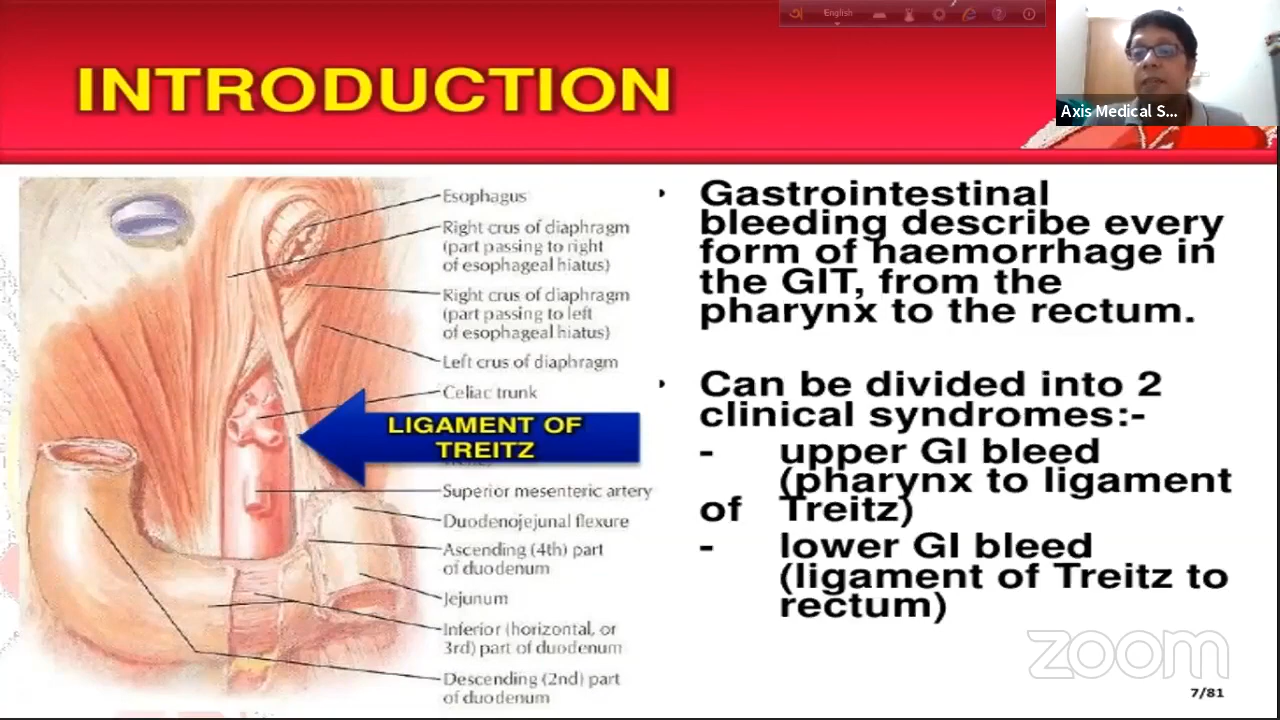 English
Axis Medical S...
INTRODUCTION
Esophagus
Right crus of diaphragm
(part passing to right
of esophageal hiatus)
Right crus of diaphragm
(part passing to left
of esophageal hiatus)
Left crus of diaphragm
Celiac trunk
LIGAMENT OF
TREITZ
Superior mesenteric artery
Duodenojejunal flexure
Ascending (4th) part
of duodenum
Jejunum
Inferior (horizontal, or
3rd) part of duodenum
Descending (2nd) part
of duodenum
• Gastrointestinal
bleeding describe every
form of haemorrhage in
the GIT, from the
pharynx to the rectum.
• Can be divided into 2
clinical syndromes:-
- upper GI bleed
(pharynx to ligament
of Treitz)
- lower GI bleed
(ligament of Treitz to
rectum)
zoom
7/81